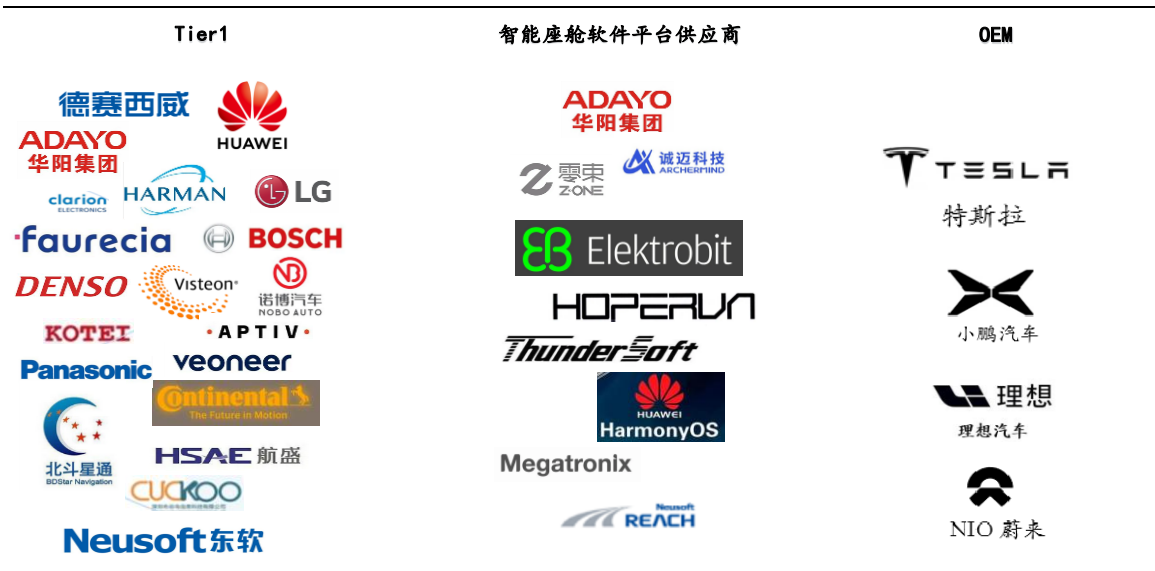 Tier1
智能座舱软件平台供应商
OEM
德赛西威
HUAWEI
ADAYO
华阳集团
clarion
ELECTRONICS
HARMAN
LG
faurecia
BOSCH
DENSO
Visteon
诺博汽车
NOBO AUTO
KOTEI
APTIV
Panasonic
veoneer
Continental
The Future in Motion
北斗星通
BDStar Navigation
HSAE 航盛
CUCKOO
Neusoft 东软
ADAYO
华阳集团
零束
Z-ONE
诚迈科技
ARCHERMIND
EB Elektrobit
HOPERUN
ThunderSoft
HUAWEI
HarmonyOS
Megatronix
Neusoft
REACH
TESLA
特斯拉
小鹏汽车
理想
理想汽车
NIO 蔚来